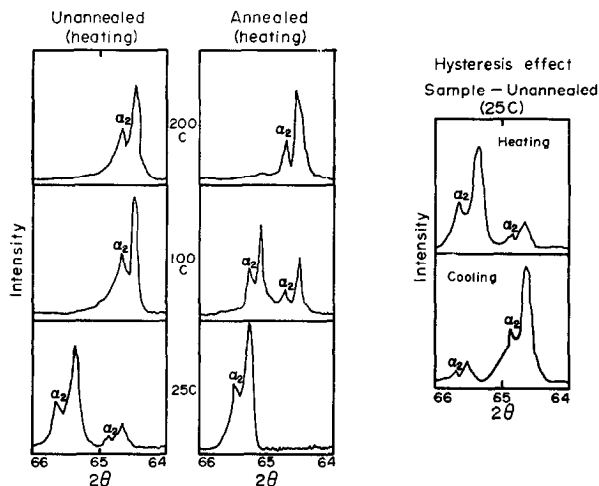 Unannealed
(heating)
Annealed
(heating)
Hysteresis effect
Sample – Unannealed
(25C)
Intensity
α2
200
C
α2
α2
100
C
α2
α2
α2
α2
25C
α2
66
65
64
2θ
66
65
64
2θ
Intensity
Heating
α2
α2
Cooling
α2
α2
66
65
64
2θ